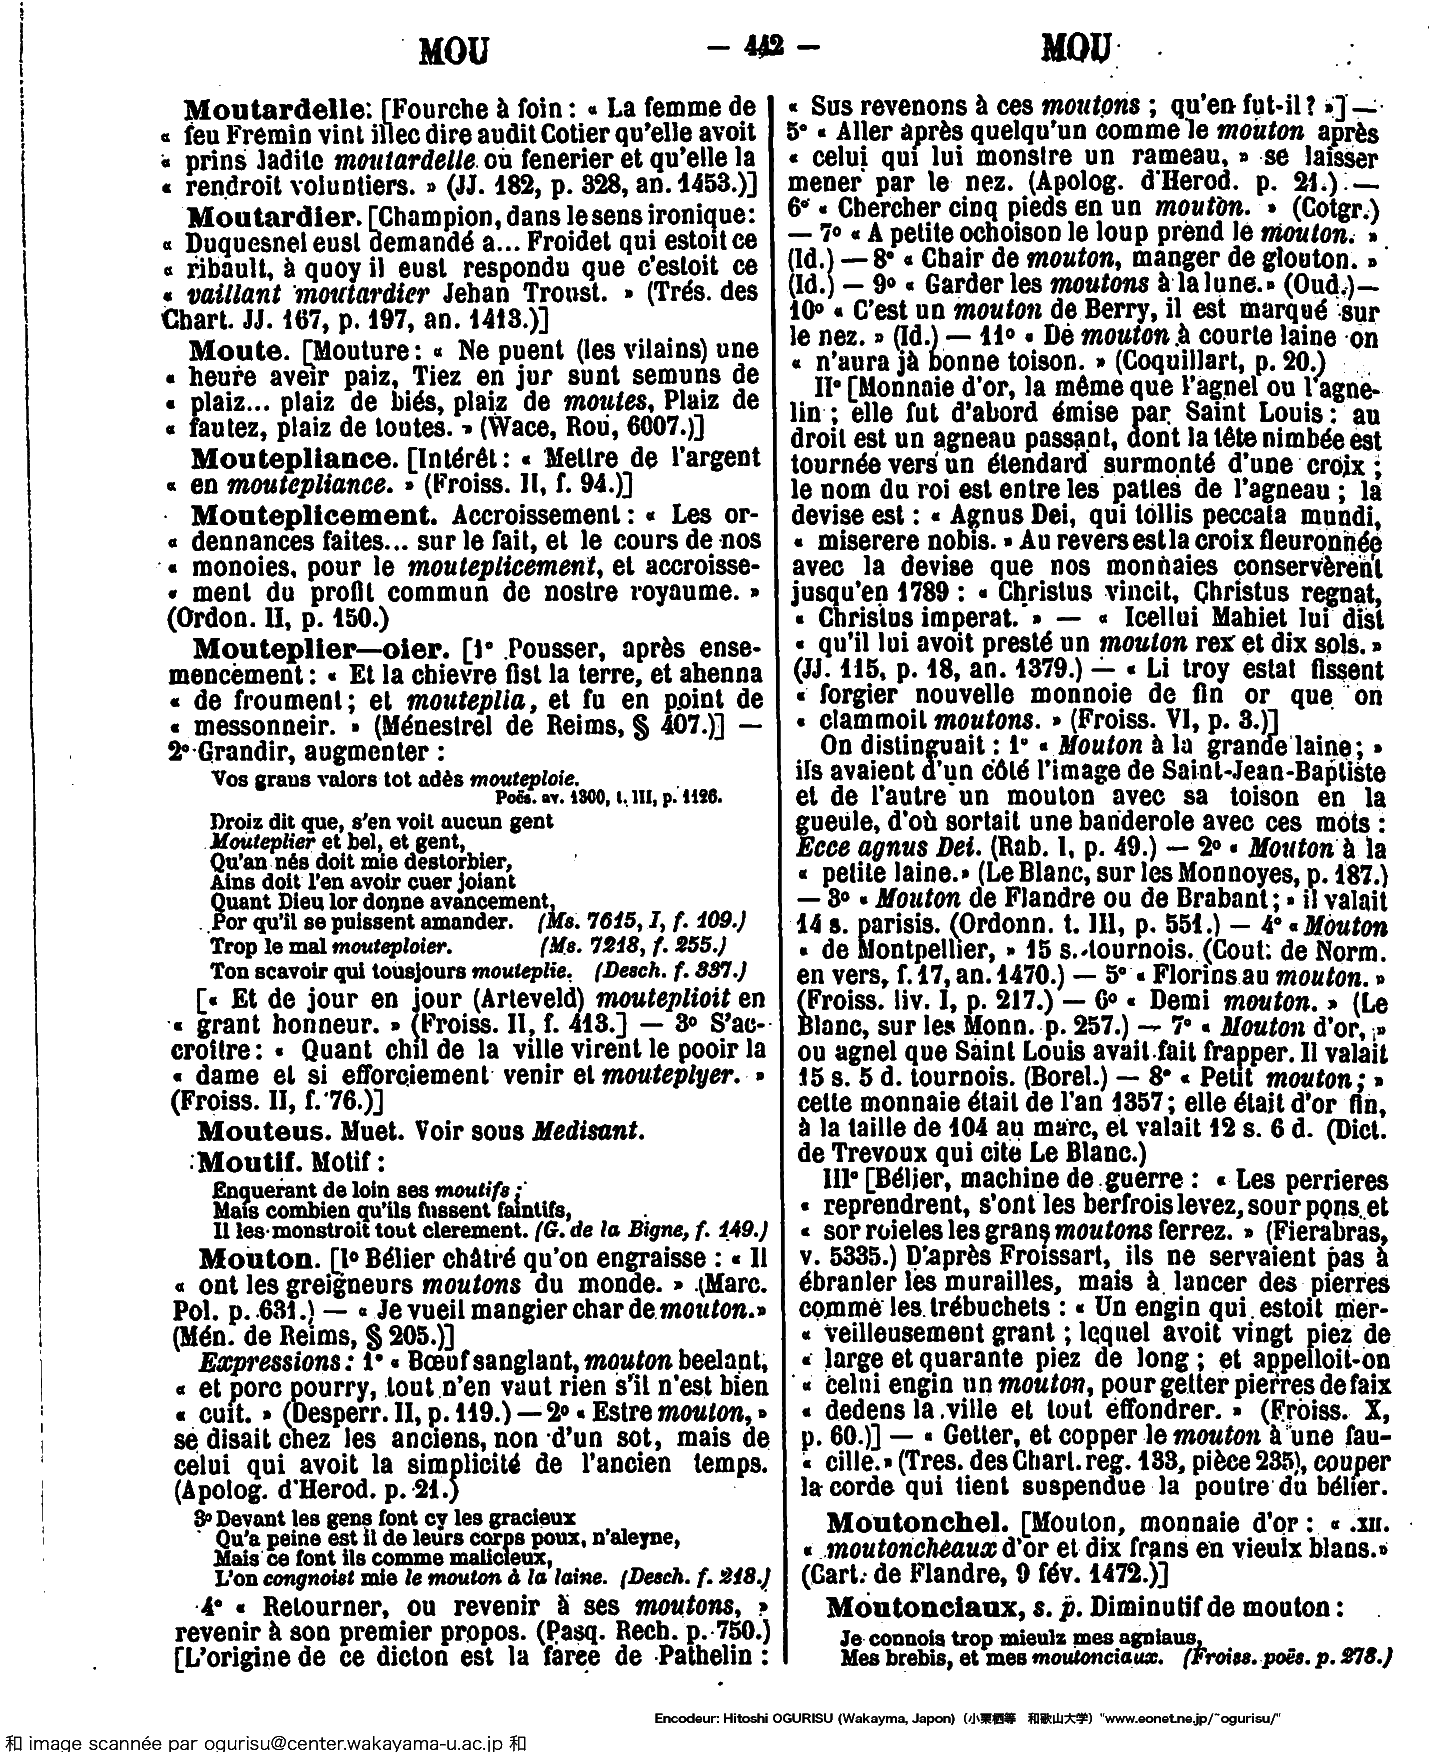 MOU — 442 — MOU
Moutardelle. [Fourche à foin : « La femme de
« feu Fremin vint illec dire audit Cotier qu'elle avoit
« prins ladite moutardelle où fenerier et qu'elle la
« rendroit voluntiers. » (JJ. 182, p. 328, an. 1453.)]
Moutardier. [Champion, dans le sens ironique :
« Duquesnel eust demandé a... Froidet qui estoit ce
« ribault, à quoy il eust respondu que c'estoit ce
« vaillant moutardier Jehan Troust. » (Trés. des
Chart. JJ. 167, p. 197, an. 1413.)]
Moute. [Mouture : « Ne puent (les vilains) une
« heure aveir paiz, Tiez en jur sunt semuns de
« plaiz... plaiz de biés, plaiz de moutes, Plaiz de
« fautez, plaiz de toutes. » (Wace, Rou, 6007.)]
Moutepliance. [Intérêt : « Mettre de l'argent
« en moutepliance. » (Froiss. II, f. 94.)]
Mouteplicement. Accroissement : « Les or-
« dennances faites... sur le fait, et le cours de nos
« monoies, pour le mouteplicement, et accroisse-
« ment du profit commun de nostre royaume. »
(Ordon. II, p. 150.)
Mouteplier—oier. [1° Pousser, après ense-
mencement : « Et la chievre fist la terre, et ahenna
« de froument ; et mouteplia, et fu en point de
« messonneir. » (Ménestrel de Reims, § 407.)] —
2° Grandir, augmenter :
Vos grans valors tot adès mouteploie.
Poës. av. 1300, t. III, p. 1126.
Droiz dit que, s'en voit aucun gent
Mouteplier et bel, et gent,
Qu'an nés doit mie destorbier,
Ains doit l'en avoir cuer joiant
Quant Dieu lor donne avancement,
Por qu'il se puissent amander. (Ms. 7615, I, f. 109.)
Trop le mal mouteploier. (Ms. 7218, f. 255.)
Ton scavoir qui tousjours mouteplie. (Desch. f. 337.)
[« Et de jour en jour (Arteveld) mouteplioit en
« grant honneur. » (Froiss. II, f. 413.] — 3° S'ac-
croître : « Quant chil de la ville virent le pooir la
« dame et si efforciement venir et mouteplyer. »
(Froiss. II, f. 76.)]
Mouteus. Muet. Voir sous Medisant.
Moutif. Motif :
Enquerant de loin ses moutifs ;
Mais combien qu'ils fussent faintifs,
Il les monstroit tout clerement. (G. de la Bigne, f. 149.)
Mouton. [I° Bélier châtré qu'on engraisse : « Il
« ont les greigneurs moutons du monde. » (Marc.
Pol. p. 631.) — « Je vueil mangier char de mouton. »
(Mén. de Reims, § 205.)]
Expressions : 1° « Bœuf sanglant, mouton beelant,
« et porc pourry, tout n'en vaut rien s'il n'est bien
« cuit. » (Desperr. II, p. 119.) — 2° « Estre mouton, »
se disait chez les anciens, non d'un sot, mais de
celui qui avoit la simplicité de l'ancien temps.
(Apolog. d'Herod. p. 21.)
3° Devant les gens font cy les gracieux
Qu'a peine est il de leurs corps poux, n'aleyne,
Mais ce font ils comme malicieux,
L'on congnoist mie le mouton à la laine. (Desch. f. 218.)
4° « Retourner, ou revenir à ses moutons, »
revenir à son premier propos. (Pasq. Rech. p. 750.)
[L'origine de ce dicton est la farce de Pathelin :
« Sus revenons à ces moutons ; qu'en fut-il ? »] —
5° « Aller après quelqu'un comme le mouton après
« celui qui lui monstre un rameau, » se laisser
mener par le nez. (Apolog. d'Herod. p. 21.) —
6° « Chercher cinq pieds en un mouton. » (Cotgr.)
— 7° « A petite ochoison le loup prend le mouton. »
(Id.) — 8° « Chair de mouton, manger de glouton. »
(Id.) — 9° « Garder les moutons à la lune. » (Oud.) —
10° « C'est un mouton de Berry, il est marqué sur
le nez. » (Id.) — 11° « De mouton à courte laine on
« n'aura jà bonne toison. » (Coquillart, p. 20.)
II° [Monnaie d'or, la même que l'agnel ou l'agne-
lin ; elle fut d'abord émise par Saint Louis : au
droit est un agneau passant, dont la tête nimbée est
tournée vers un étendard surmonté d'une croix ;
le nom du roi est entre les pattes de l'agneau ; la
devise est : « Agnus Dei, qui tollis peccata mundi,
« miserere nobis. » Au revers est la croix fleuronnée
avec la devise que nos monnaies conservèrent
jusqu'en 1789 : « Christus vincit, Christus regnat,
« Christus imperat. » — « Icellui Mahiet lui dist
« qu'il lui avoit presté un mouton rex et dix sols. »
(JJ. 115, p. 18, an. 1379.) — « Li troy estat fissent
« forgier nouvelle monnoie de fin or que on
« clammoit moutons. » (Froiss. VI, p. 3.)]
On distinguait : 1° « Mouton à la grande laine ; »
ils avaient d'un côté l'image de Saint-Jean-Baptiste
et de l'autre un mouton avec sa toison en la
gueule, d'où sortait une banderole avec ces mots :
Ecce agnus Dei. (Rab. I, p. 49.) — 2° « Mouton à la
« petite laine. » (Le Blanc, sur les Monnoyes, p. 187.)
— 3° « Mouton de Flandre ou de Brabant ; » il valait
14 s. parisis. (Ordonn. t. III, p. 551.) — 4° « Mouton
« de Montpellier, » 15 s. tournois. (Cout. de Norm.
en vers, f. 17, an. 1470.) — 5° « Florins au mouton. »
(Froiss. liv. I, p. 217.) — 6° « Demi mouton. » (Le
Blanc, sur les Monn. p. 257.) — 7° « Mouton d'or, »
ou agnel que Saint Louis avait fait frapper. Il valait
15 s. 5 d. tournois. (Borel.) — 8° « Petit mouton ; »
cette monnaie était de l'an 1357 ; elle était d'or fin,
à la taille de 104 au marc, et valait 12 s. 6 d. (Dict.
de Trevoux qui cite Le Blanc.)
III° [Bélier, machine de guerre : « Les perrieres
« reprendrent, s'ont les berfrois levez, sour pons et
« sor roieles les grans moutons ferrez. » (Fierabras,
v. 5335.) D'après Froissart, ils ne servaient pas à
ébranler les murailles, mais à lancer des pierres
comme les trébuchets : « Un engin qui estoit mer-
« veilleusement grant ; lequel avoit vingt piez de
« large et quarante piez de long ; et appelloit-on
« celui engin un mouton, pour getter pierres de faix
« dedens la ville et tout effondrer. » (Froiss. X,
p. 60.)] — « Getter, et copper le mouton à une fau-
« cille. » (Tres. des Chart. reg. 133, pièce 235), couper
la corde qui tient suspendue la poutre du bélier.
Moutonchel. [Mouton, monnaie d'or : « .XII.
« moutoncheaux d'or et dix frans en vieulx blans. »
(Cart. de Flandre, 9 fév. 1472.)]
Moutonciaux, s. p. Diminutif de mouton :
Je connois trop mieulz mes agniaus,
Mes brebis, et mes moutonciaux. (Froiss. poës. p. 278.)
Encodeur: Hitoshi OGURISU (Wakayma, Japon) (小栗栖等 和歌山大学) "www.eonet.ne.jp/~ogurisu/"
和 image scannée par ogurisu@center.wakayama-u.ac.jp 和